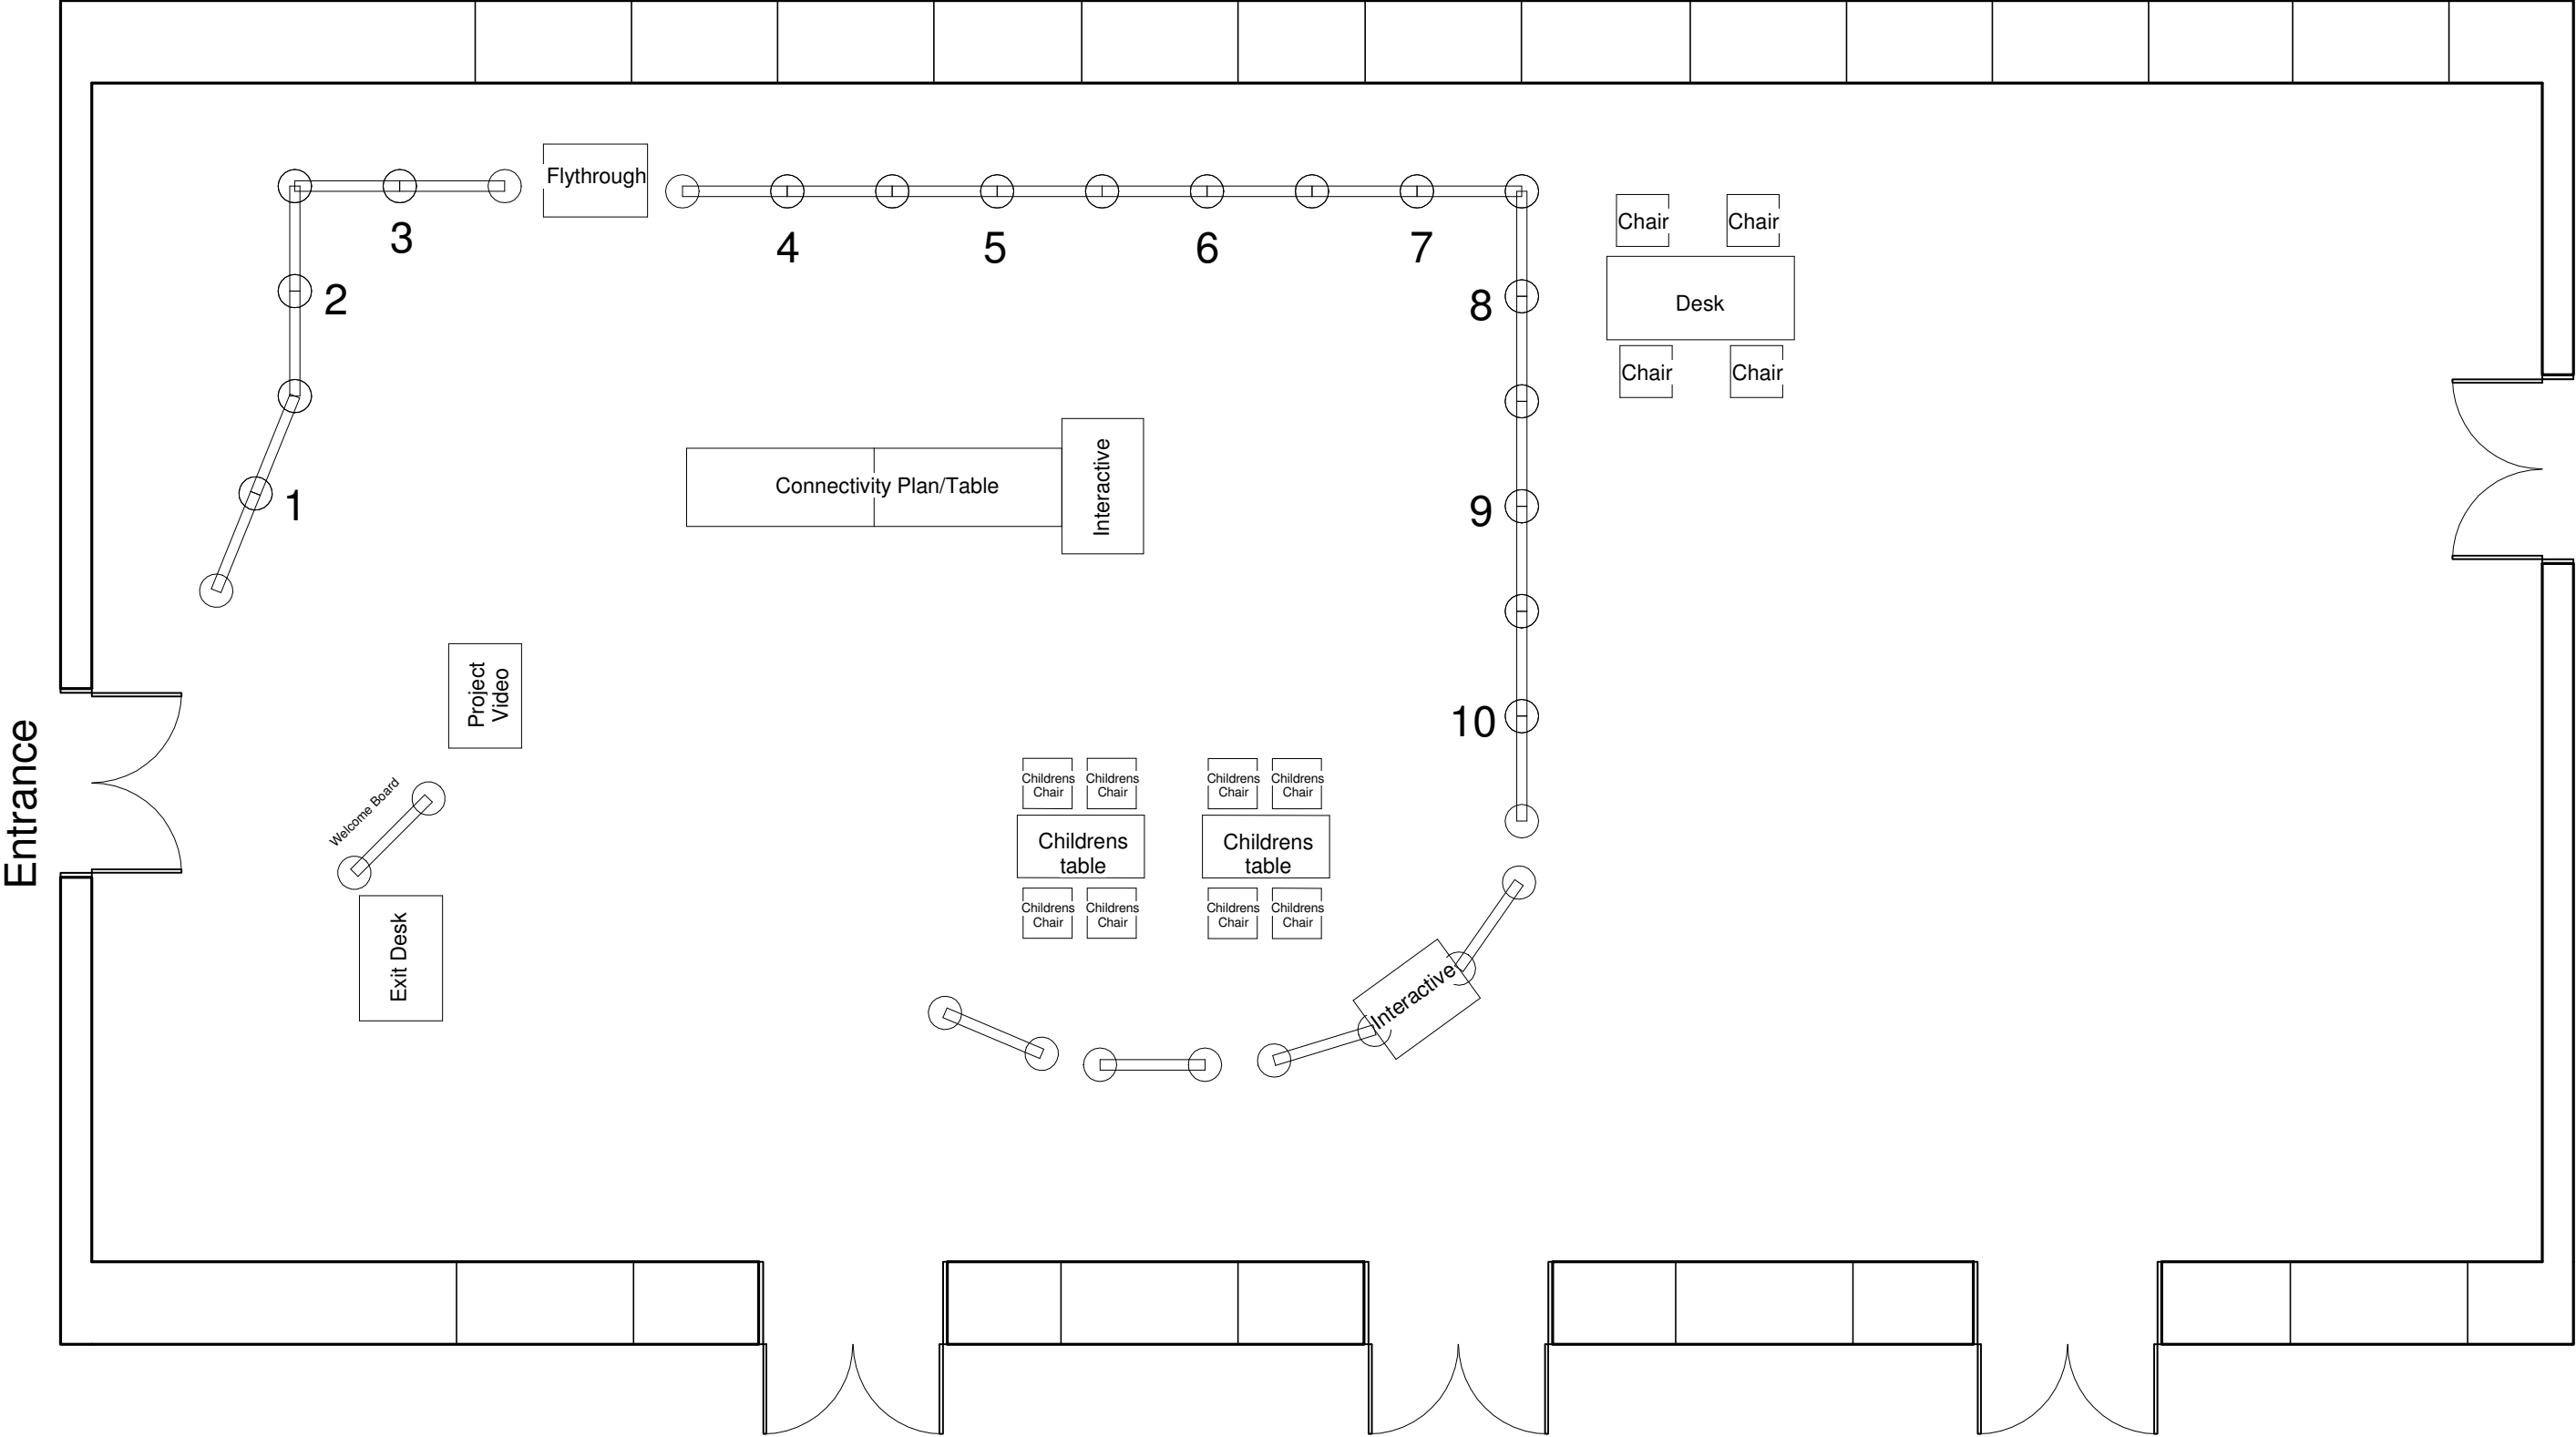 Flythrough
Chair
Chair
3
4
5
6
7
2
8
Desk
Chair
Chair
Connectivity Plan/Table
Interactive
1
9
Project
Video
10
Entrance
Welcome Board
Childrens
Chair
Childrens
Chair
Childrens
Chair
Childrens
Chair
Childrens
table
Childrens
table
Childrens
Chair
Childrens
Chair
Childrens
Chair
Childrens
Chair
Exit Desk
Interactive